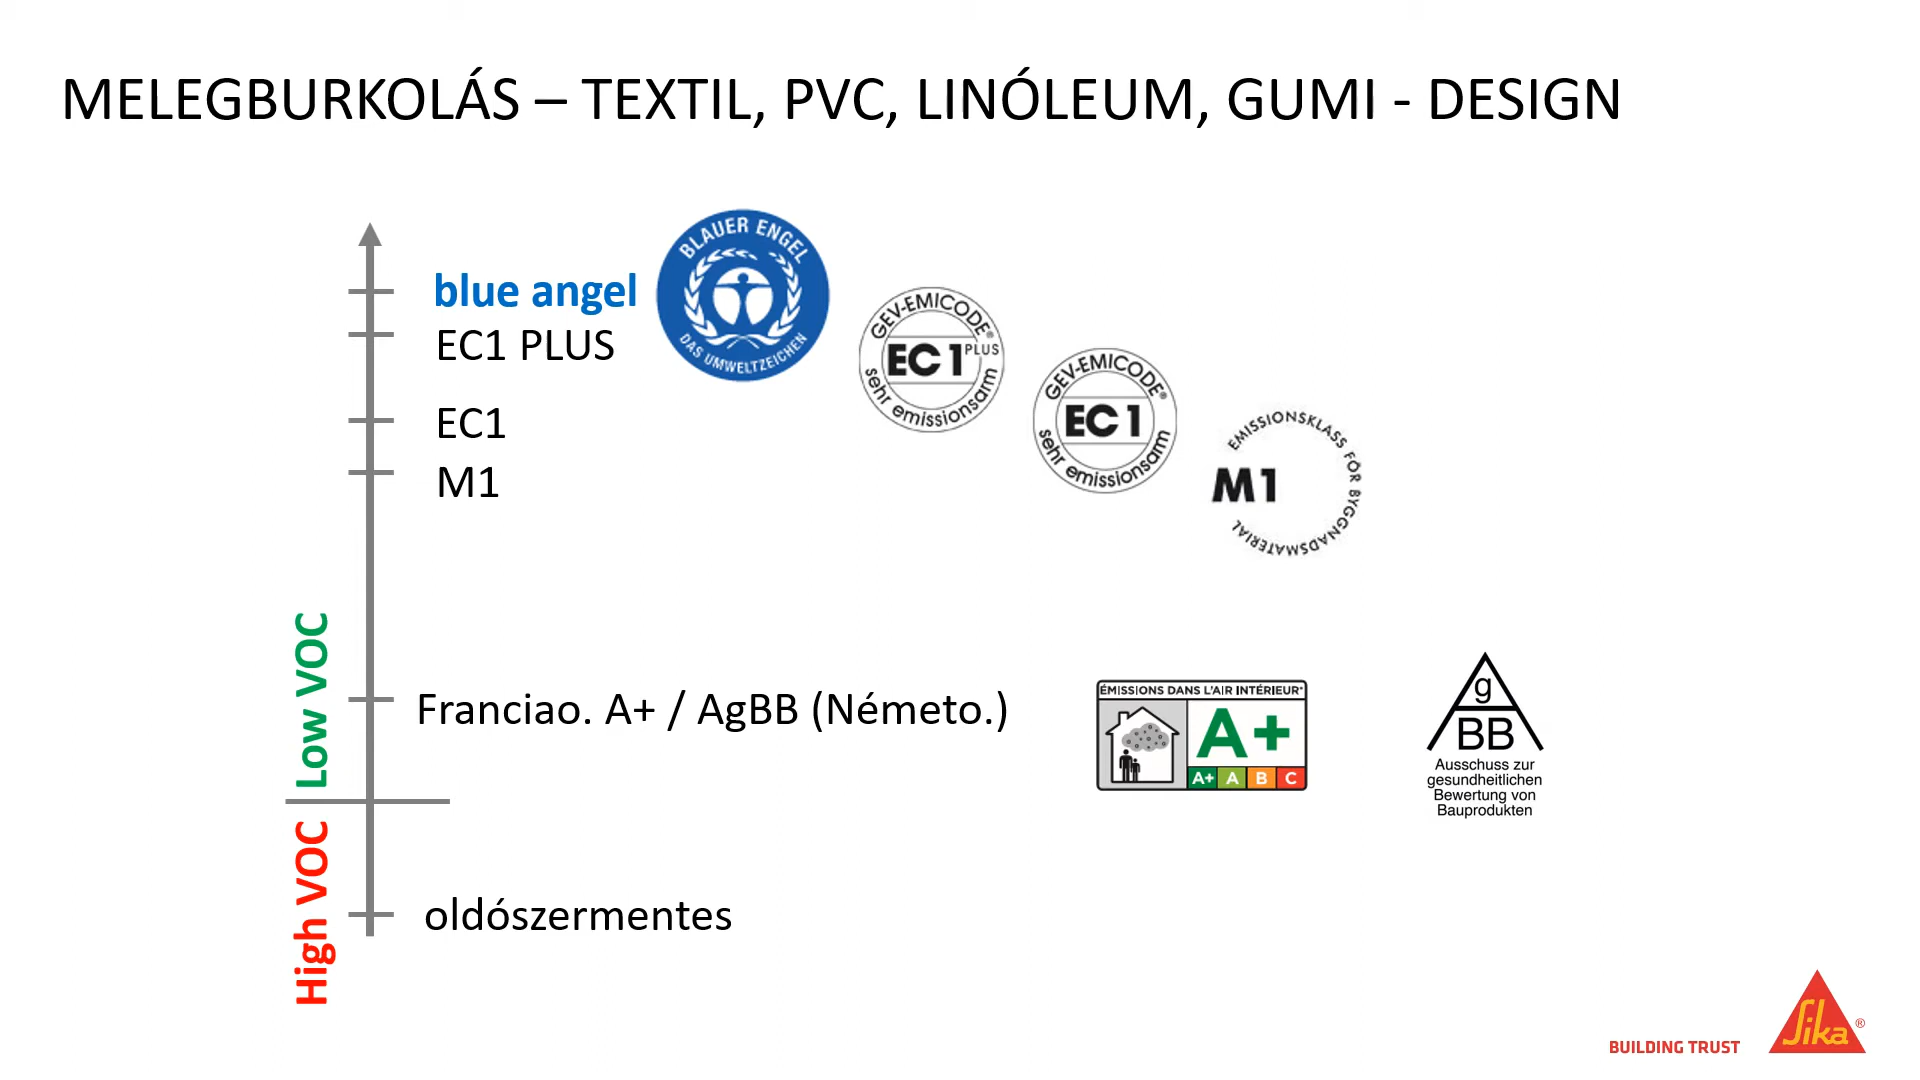 MELEGBURKOLÁS – TEXTIL, PVC, LINÓLEUM, GUMI - DESIGN
blue angel
BLAUER ENGEL
DAS UMWELTZEICHEN
EC1 PLUS
GEV-EMICODE®
EC 1 PLUS
sehr emissionsarm
EC1
GEV-EMICODE®
EC 1
sehr emissionsarm
M1
EMISSIONSKLASS FÖR BYGGNADSMATERIAL
M1
Low VOC
Franciao. A+ / AgBB (Németo.)
ÉMISSIONS DANS L'AIR INTÉRIEUR*
A+
A+ A B C
g
BB
Ausschuss zur
gesundheitlichen
Bewertung von
Bauprodukten
High VOC
oldószermentes
BUILDING TRUST
Sika®